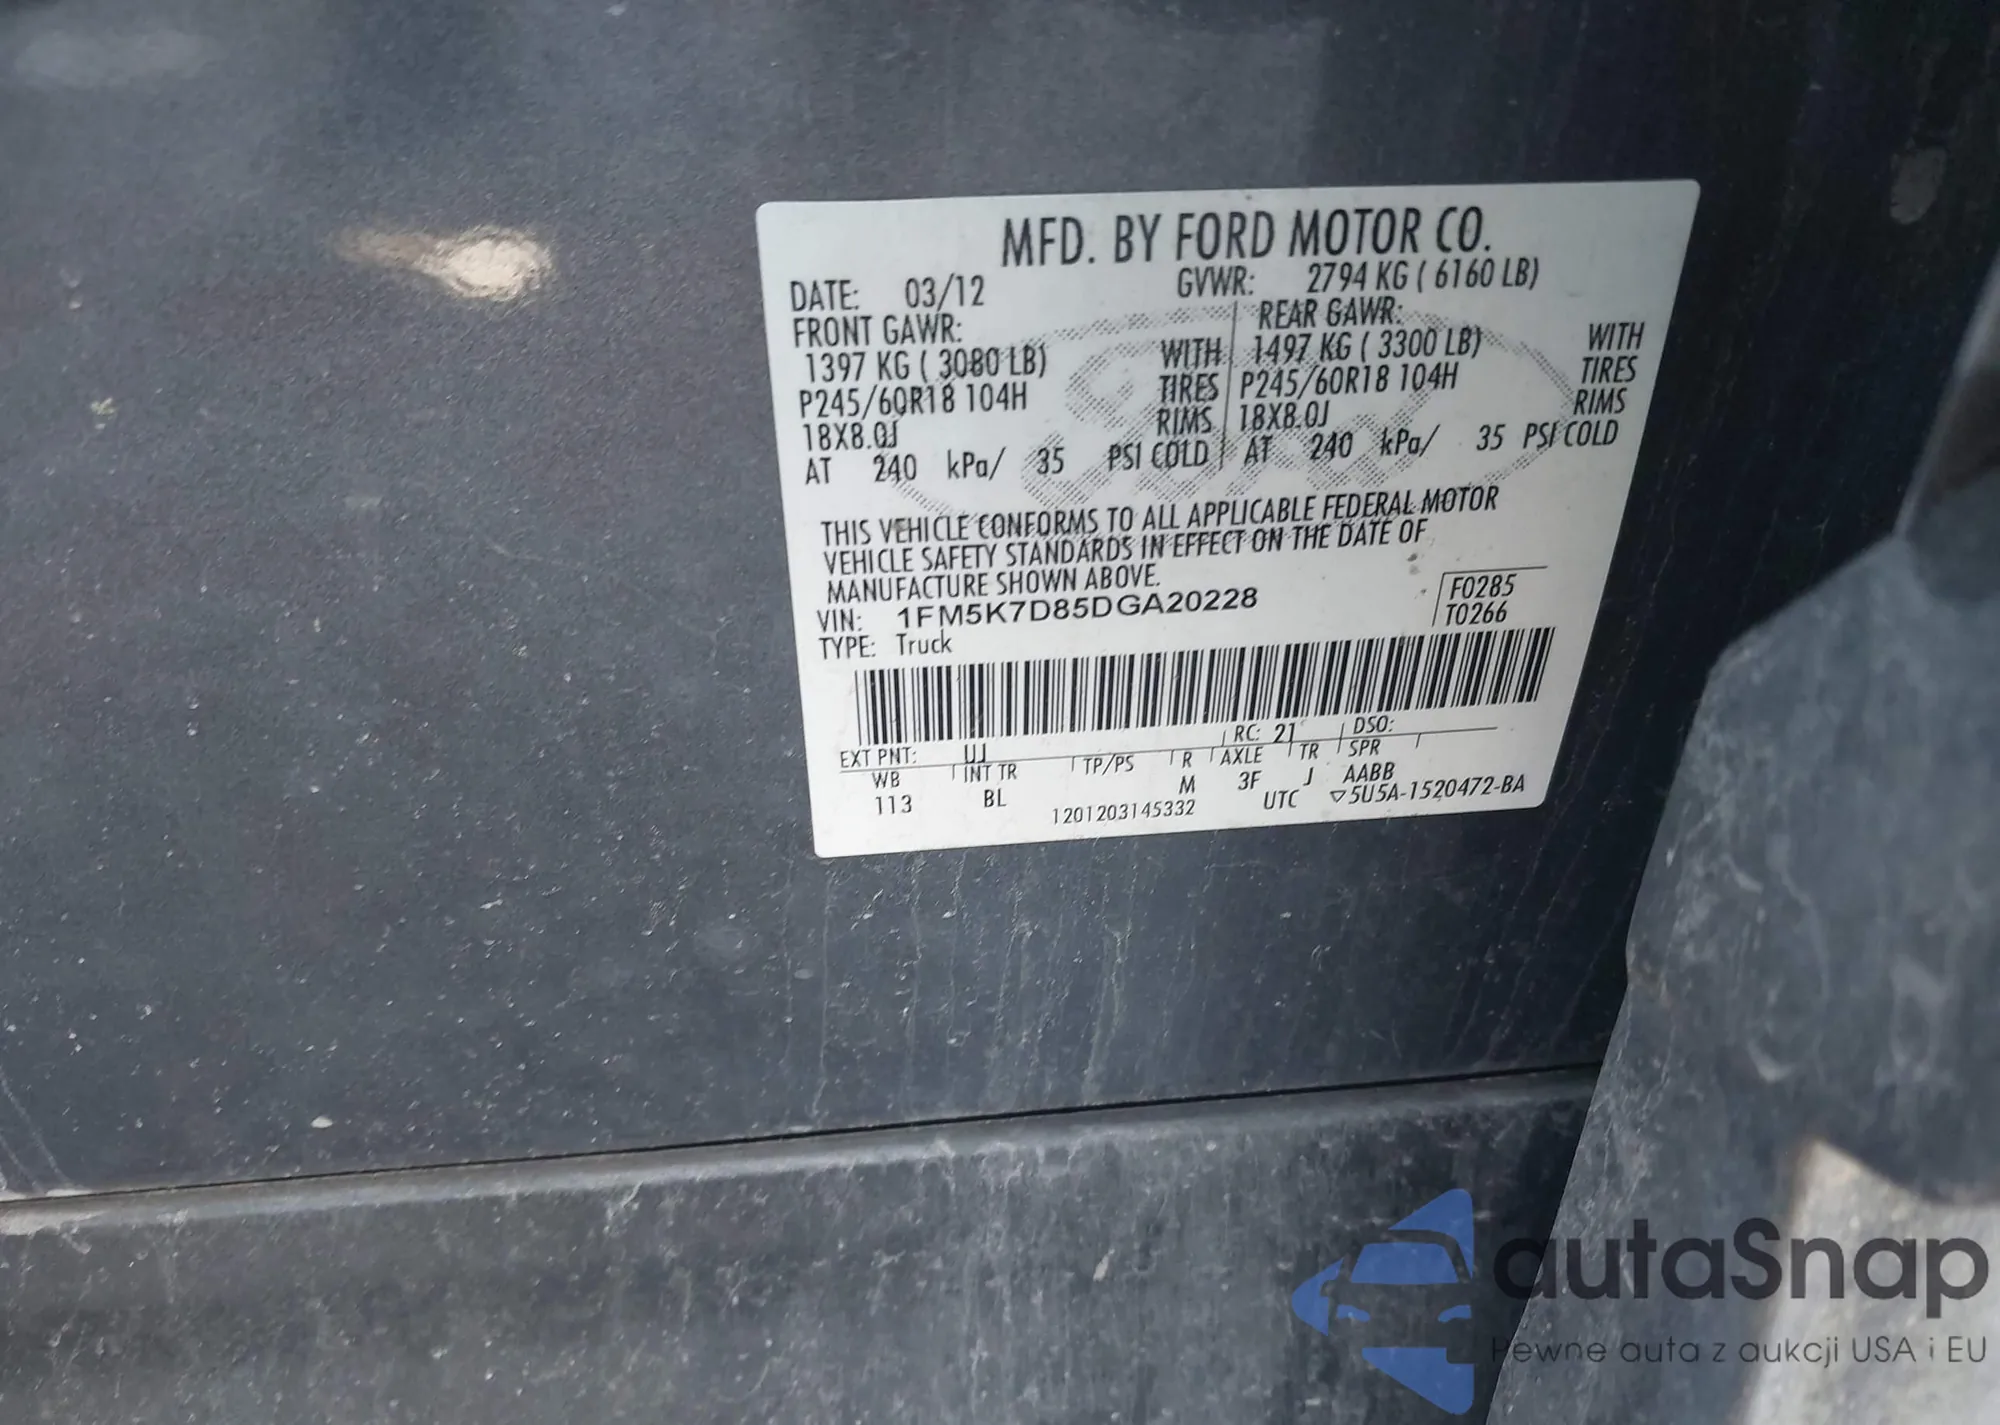 MFD. BY FORD MOTOR CO.
DATE: 03/12 GVWR: 2794 KG ( 6160 LB)
FRONT GAWR: REAR GAWR:
1397 KG ( 3080 LB) WITH 1497 KG ( 3300 LB) WITH
P245/60R18 104H TIRES P245/60R18 104H TIRES
18X8.0J RIMS 18X8.0J RIMS
AT 240 kPa/ 35 PSI COLD AT 240 kPa/ 35 PSI COLD
THIS VEHICLE CONFORMS TO ALL APPLICABLE FEDERAL MOTOR
VEHICLE SAFETY STANDARDS IN EFFECT ON THE DATE OF
MANUFACTURE SHOWN ABOVE.
VIN: 1FM5K7D85DGA20228 F0285
TYPE: Truck T0266
EXT PNT: UJ RC: 21 DSO:
WB INT TR TP/PS R AXLE TR SPR
113 BL M 3F J AABB
1201203145332 UTC ▽5U5A-1520472-BA
autaSnap
Pewne auta z aukcji USA i EU